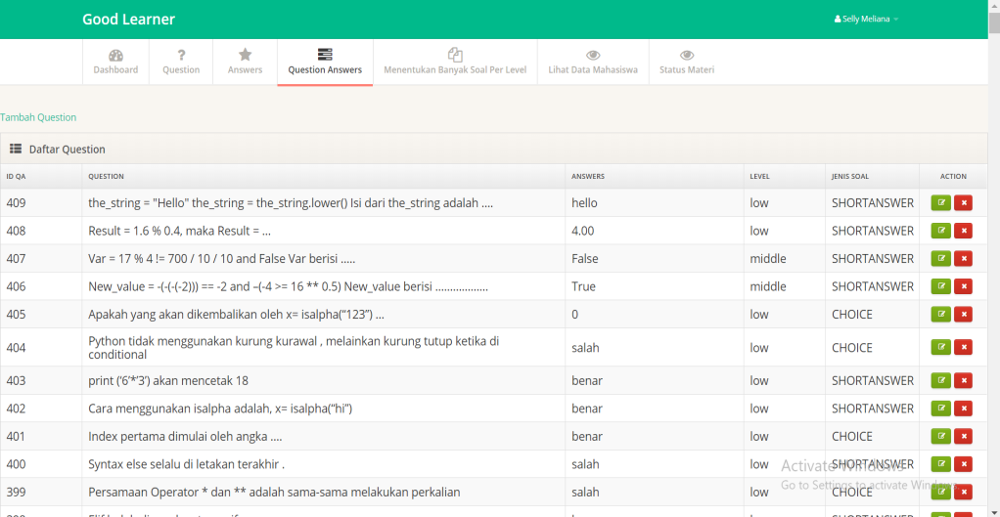 Good Learner
Selly Meliana
Dashboard
Question
Answers
Question Answers
Menentukan Banyak Soal Per Level
Lihat Data Mahasiswa
Status Materi
Tambah Question
Daftar Question
ID QA QUESTION ANSWERS LEVEL JENIS SOAL ACTION
409 the_string = "Hello" the_string = the_string.lower() Isi dari the_string adalah .... hello low SHORTANSWER
408 Result = 1.6 % 0.4, maka Result = ... 4.00 low SHORTANSWER
407 Var = 17 % 4 != 700 / 10 / 10 and False Var berisi ..... False middle SHORTANSWER
406 New_value = -(-(-(-2))) == -2 and –(-4 >= 16 ** 0.5) New_value berisi .................. True middle SHORTANSWER
405 Apakah yang akan dikembalikan oleh x= isalpha(“123”) ... 0 low CHOICE
404 Python tidak menggunakan kurung kurawal , melainkan kurung tutup ketika di
conditional salah low CHOICE
403 print (‘6’*’3’) akan mencetak 18 benar low SHORTANSWER
402 Cara menggunakan isalpha adalah, x= isalpha(“hi”) benar low SHORTANSWER
401 Index pertama dimulai oleh angka .... benar low CHOICE
400 Syntax else selalu di letakan terakhir . salah low SHORTANSWER
399 Persamaan Operator * dan ** adalah sama-sama melakukan perkalian salah low CHOICE
Activate Windows
Go to Settings to activate Windows.